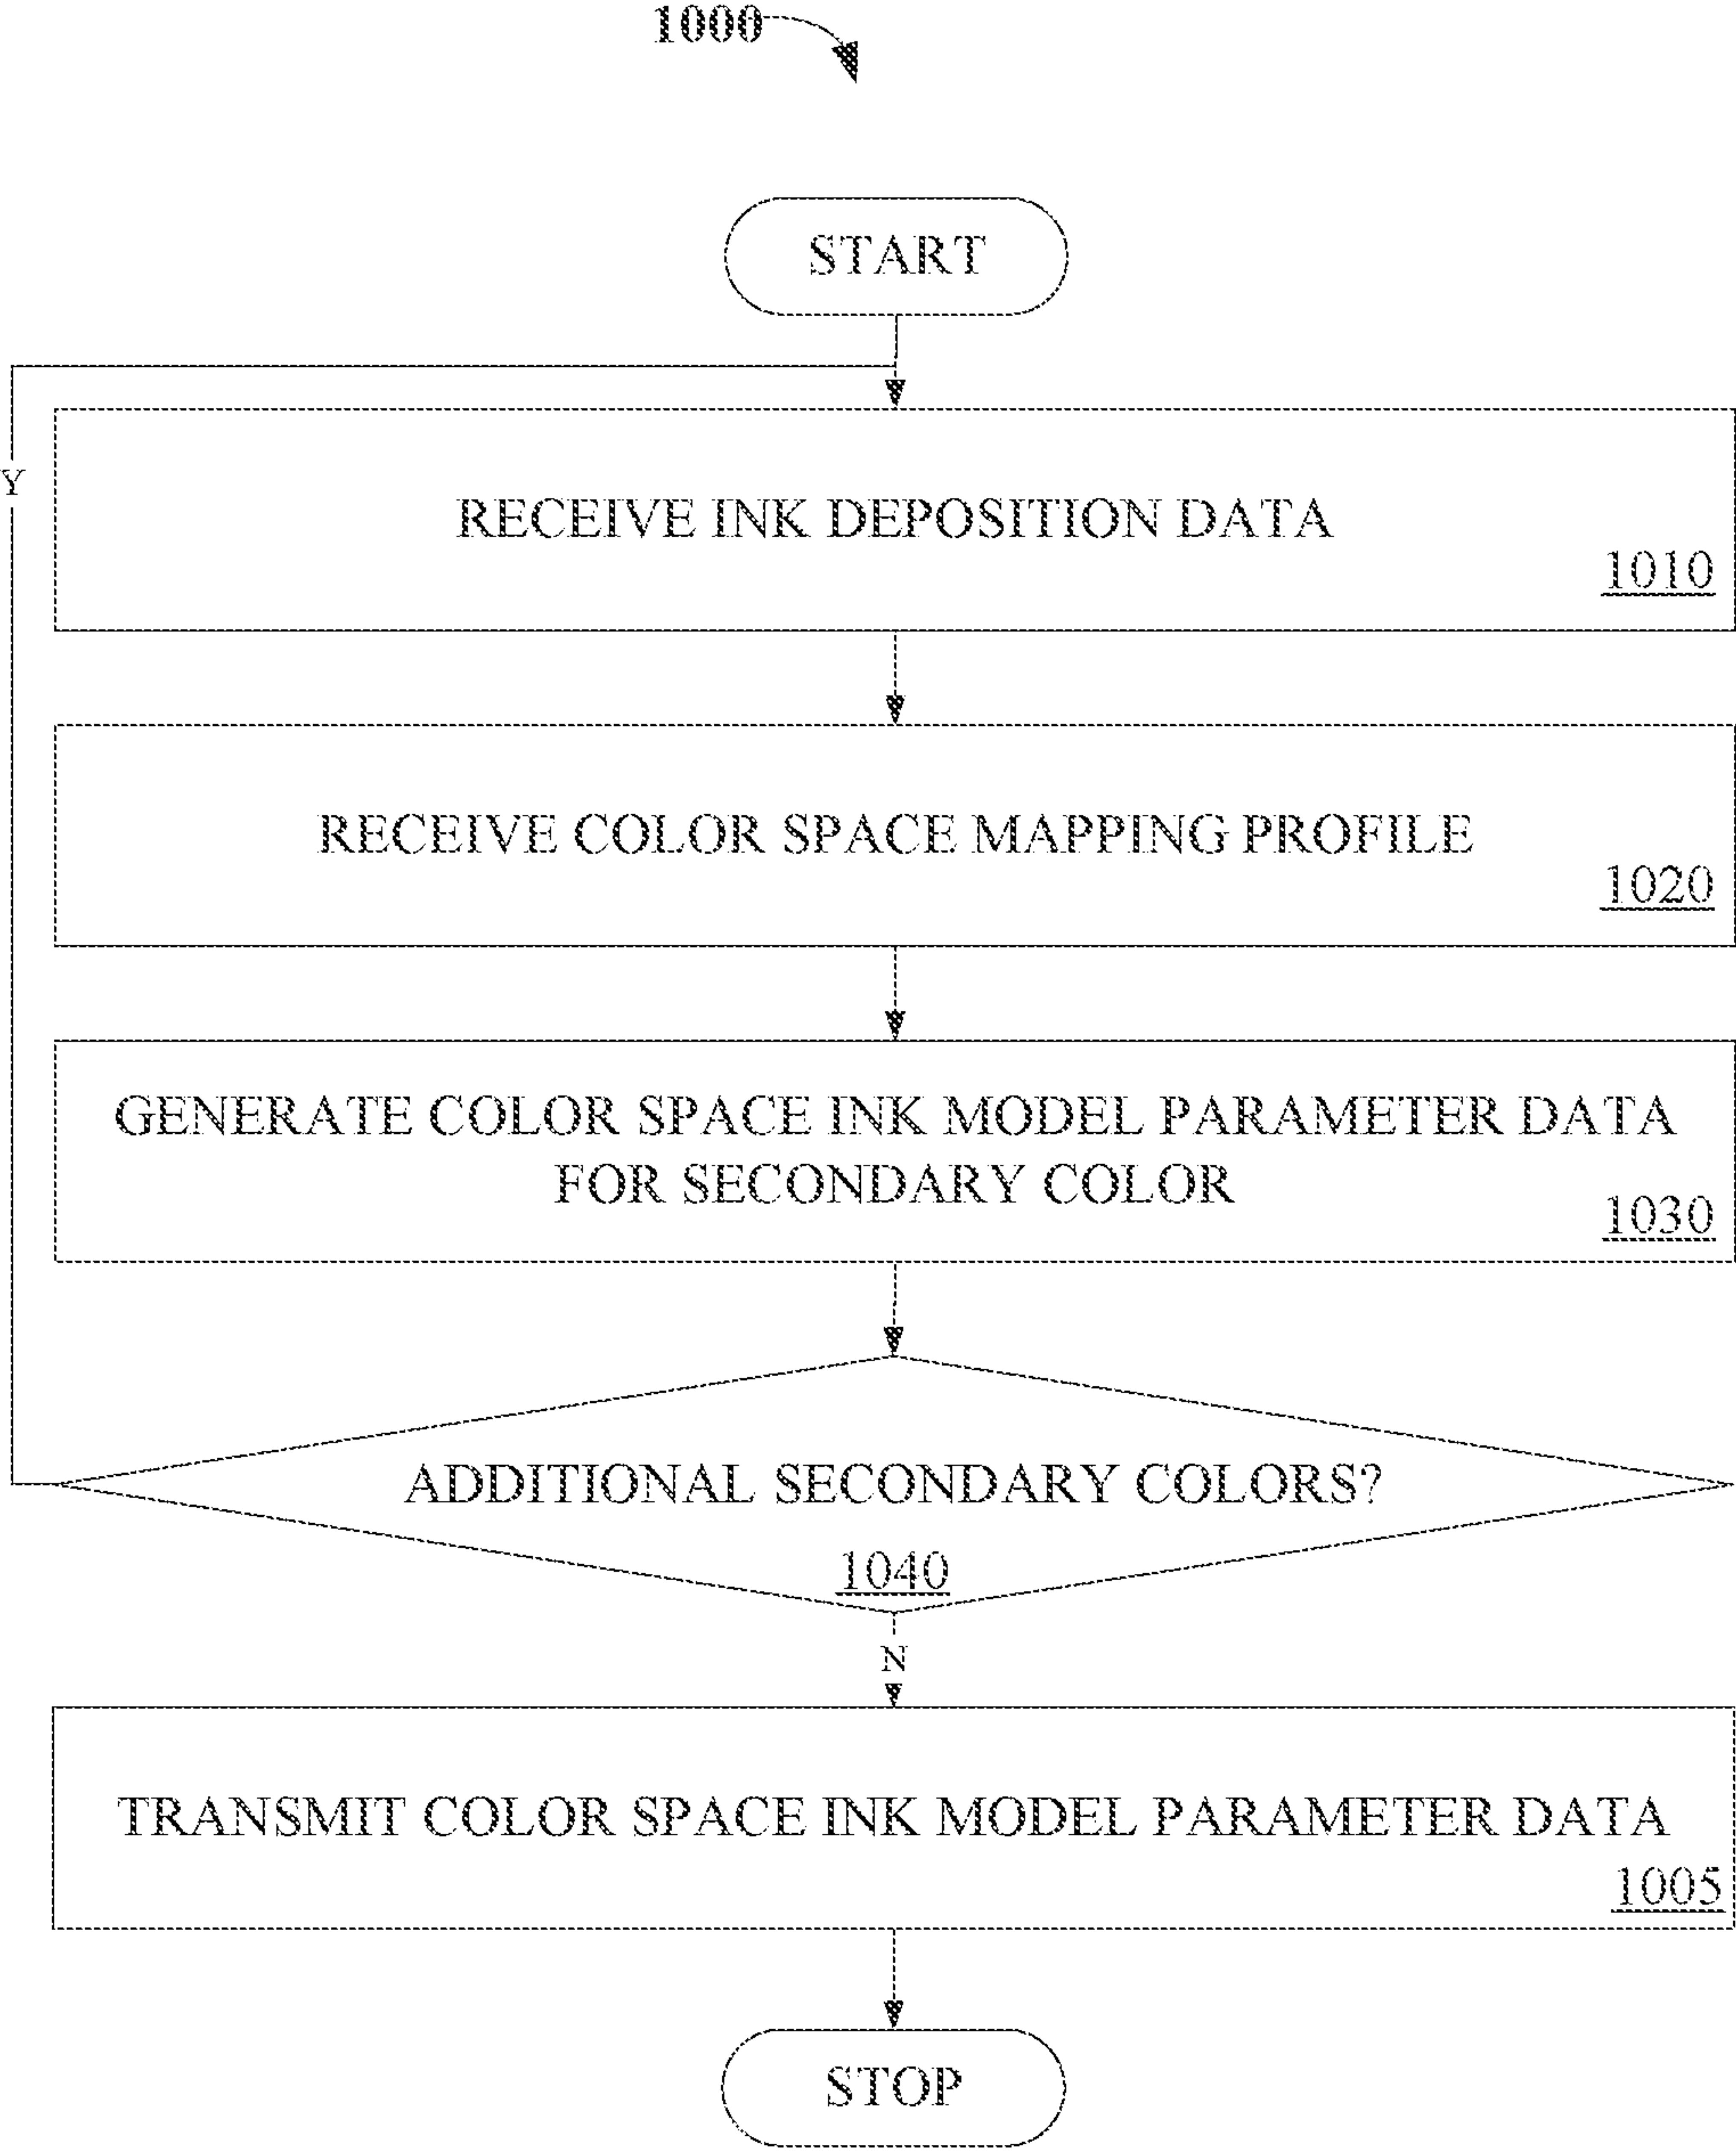 1000
START
Y
RECEIVE INK DEPOSITION DATA
1010
RECEIVE COLOR SPACE MAPPING PROFILE
1020
GENERATE COLOR SPACE INK MODEL PARAMETER DATA
FOR SECONDARY COLOR
1030
ADDITIONAL SECONDARY COLORS?
1040
N
TRANSMIT COLOR SPACE INK MODEL PARAMETER DATA
1005
STOP